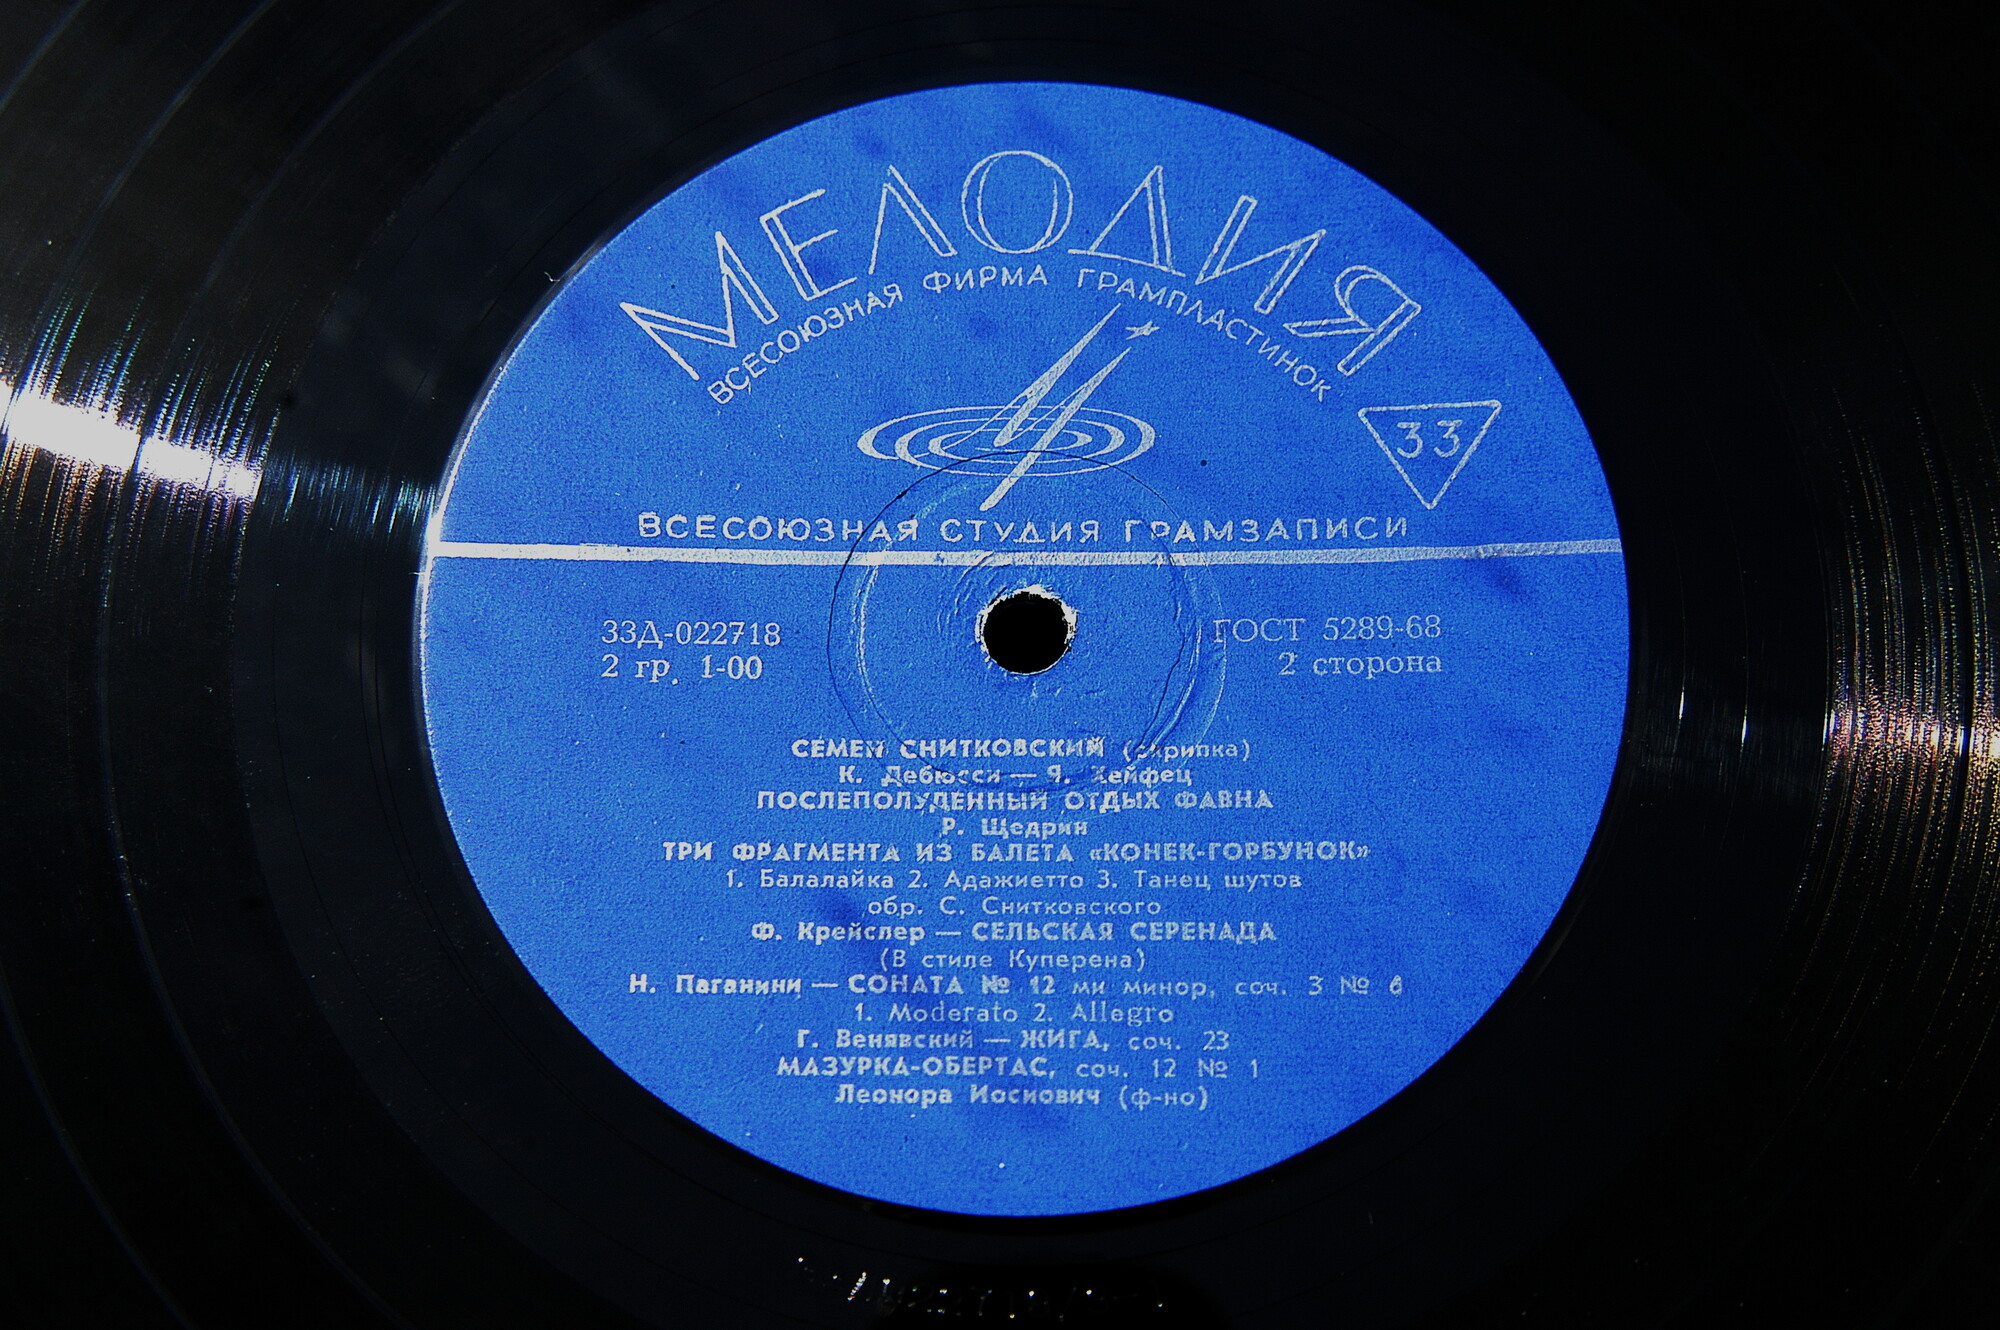 МЕЛОДИЯ
ВСЕСОЮЗНАЯ ФИРМА ГРАМПЛАСТИНОК
33
ВСЕСОЮЗНАЯ СТУДИЯ ГРАМЗАПИСИ
33Д-022718
2 гр. 1-00
ГОСТ 5289-68
2 сторона
СЕМЕН СНИТКОВСКИЙ (скрипка)
К. Дебюсси — Я. Хейфец
ПОСЛЕПОЛУДЕННЫЙ ОТДЫХ ФАВНА
Р. Щедрин
ТРИ ФРАГМЕНТА ИЗ БАЛЕТА «КОНЕК-ГОРБУНОК»
1. Балалайка 2. Адажиетто 3. Танец шутов
обр. С. Снитковского
Ф. Крейслер — СЕЛЬСКАЯ СЕРЕНАДА
(В стиле Куперена)
Н. Паганини — СОНАТА № 12 ми минор, соч. 3 № 6
1. Moderato 2. Allegro
Г. Венявский — ЖИГА, соч. 23
МАЗУРКА-ОБЕРТАС, соч. 12 № 1
Леонора Иосиович (ф-но)